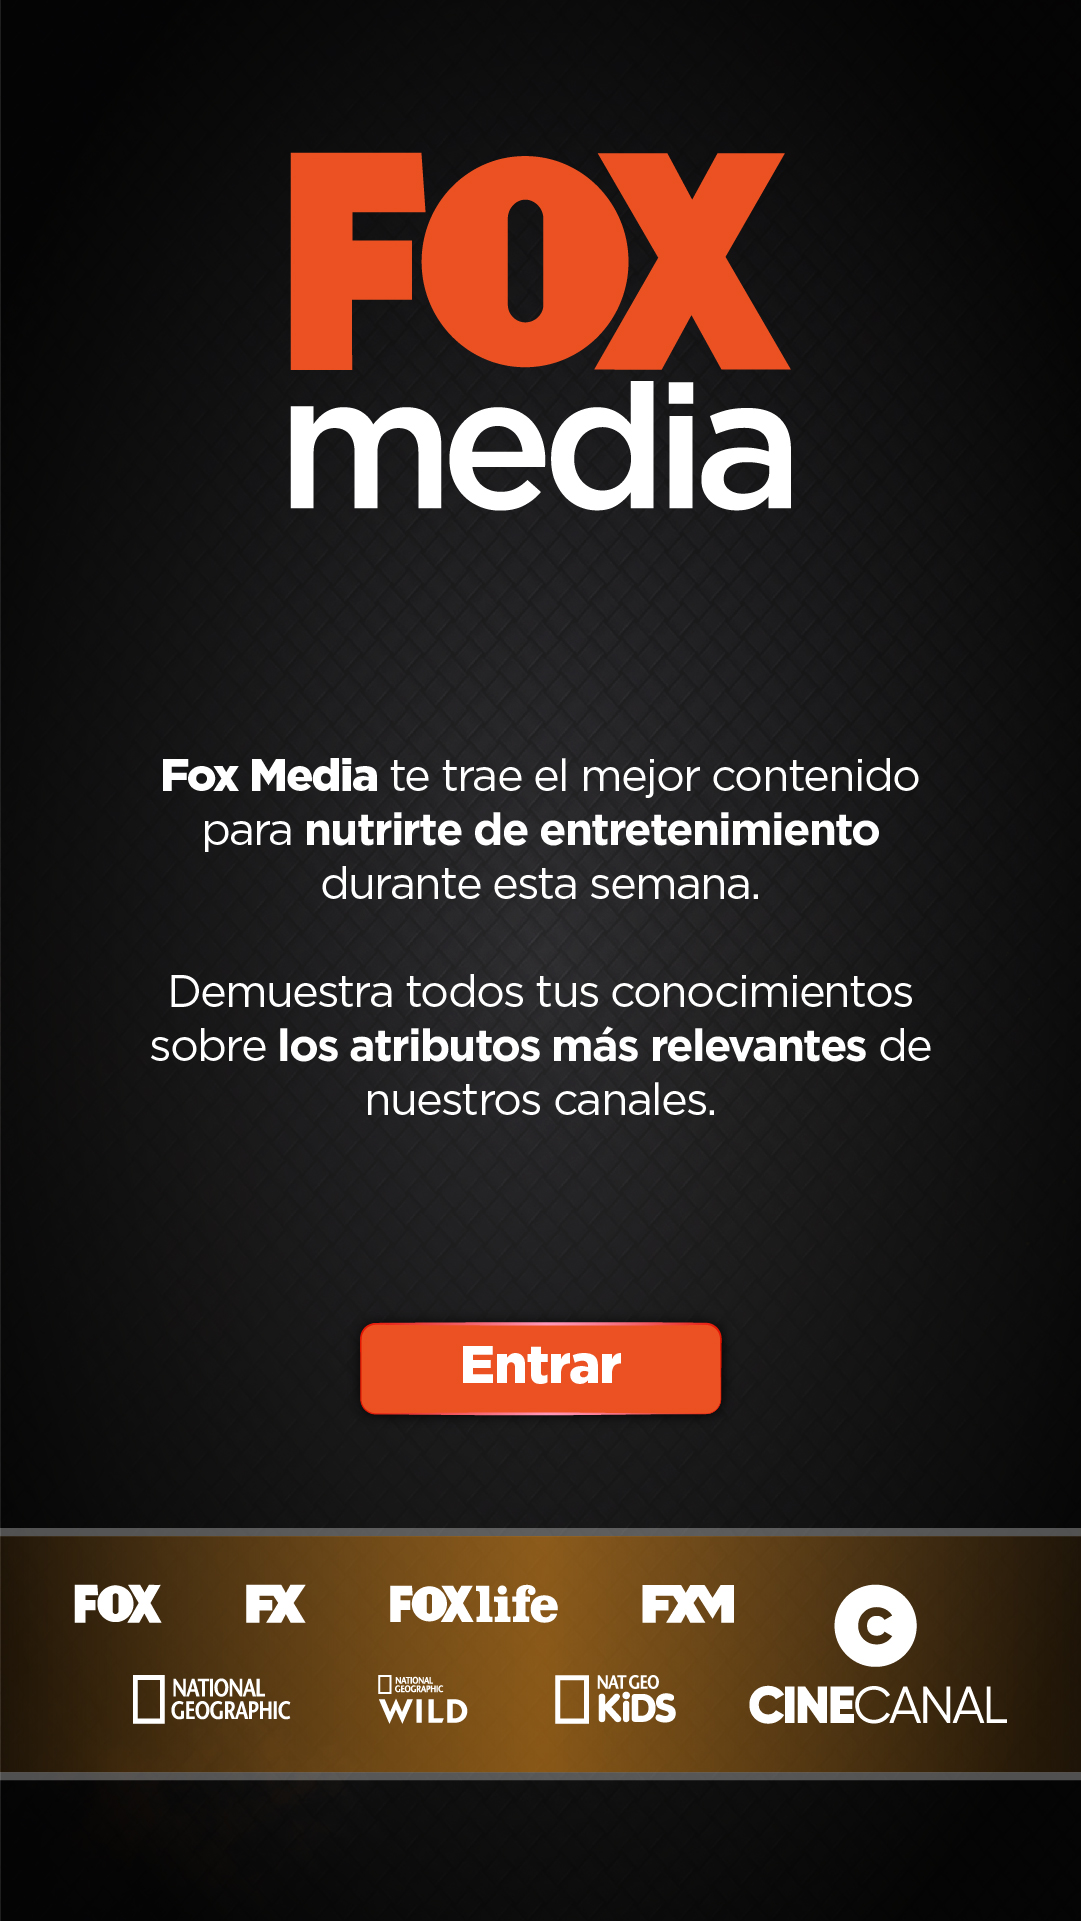 FOX
media
Fox Media te trae el mejor contenido
para nutrirte de entretenimiento
durante esta semana.
Demuestra todos tus conocimientos
sobre los atributos más relevantes de
nuestros canales.
Entrar
FOX FX FOXlife FXM C
NATIONAL
GEOGRAPHIC
NATIONAL
GEOGRAPHIC
WILD
NAT GEO
KiDS
CINECANAL